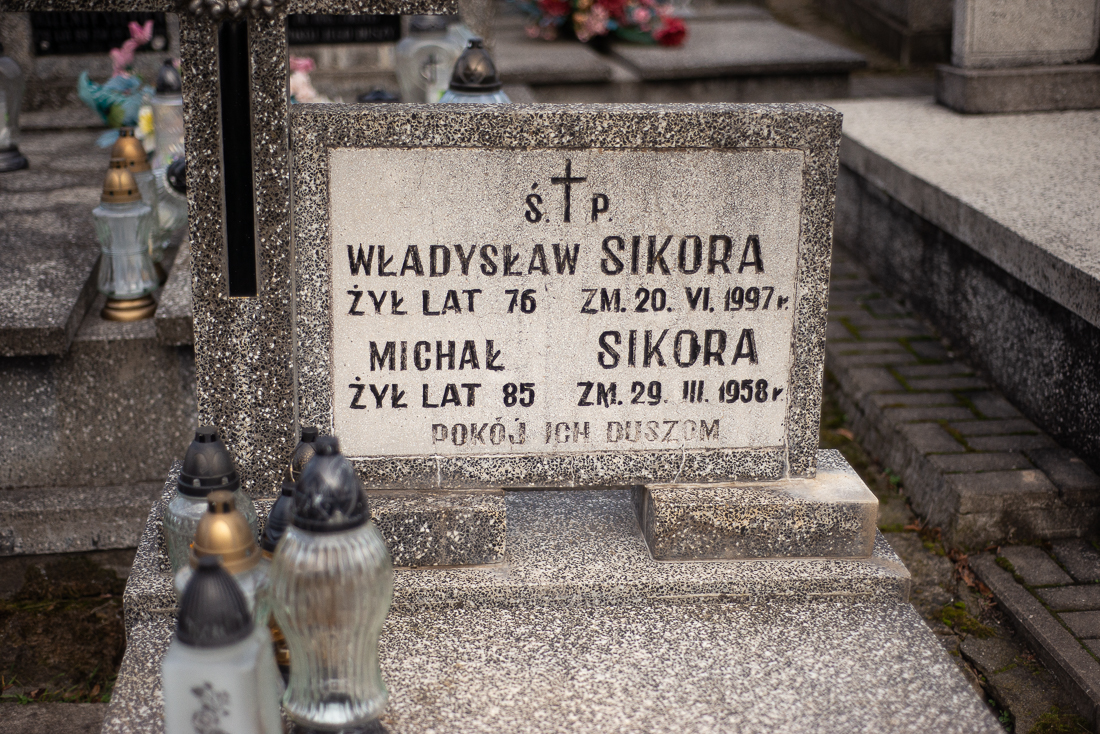 Ś. P.
WŁADYSŁAW SIKORA
ŻYŁ LAT 76 ZM. 20. VI. 1997 r
MICHAŁ SIKORA
ŻYŁ LAT 85 ZM. 29. III. 1958 r
POKÓJ ICH DUSZOM